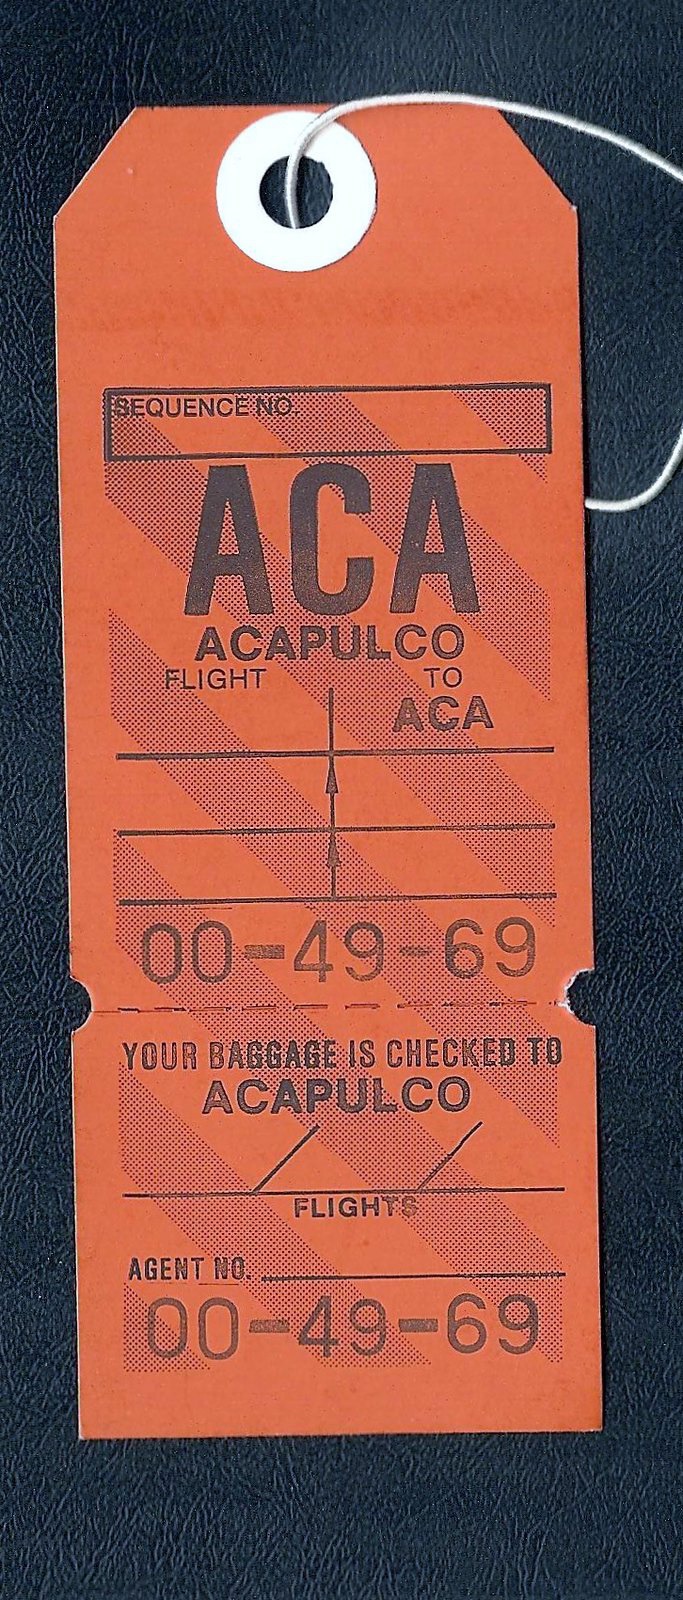 SEQUENCE NO.
ACA
ACAPULCO
FLIGHT TO
ACA
00-49-69
YOUR BAGGAGE IS CHECKED TO
ACAPULCO
FLIGHTS
AGENT NO.
00-49-69